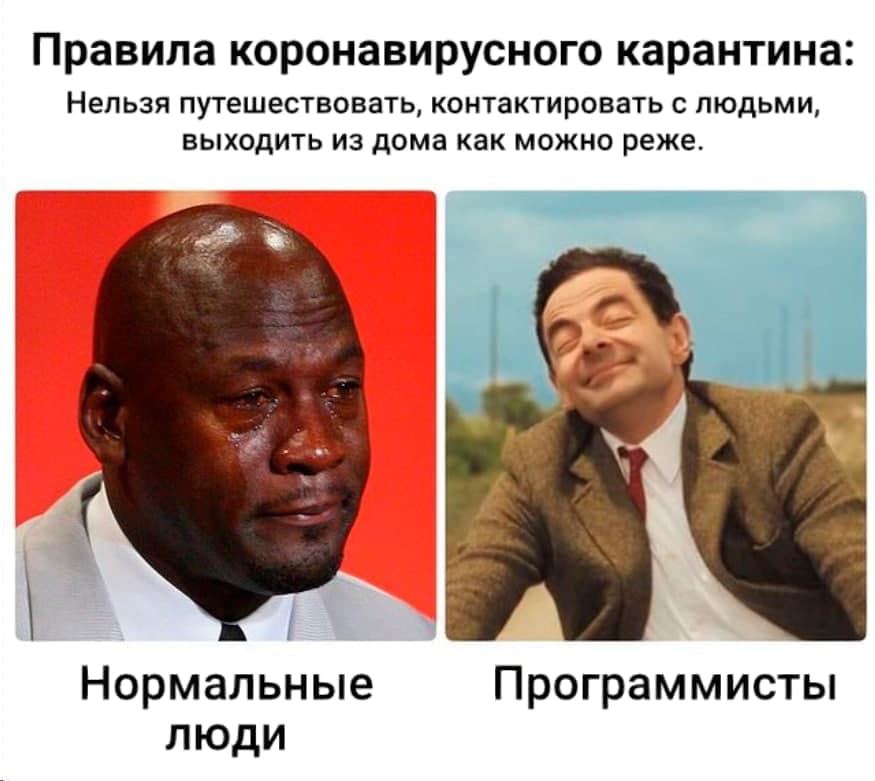 Правила коронавирусного карантина:
Нельзя путешествовать, контактировать с людьми,
выходить из дома как можно реже.
Нормальные
люди
Программисты